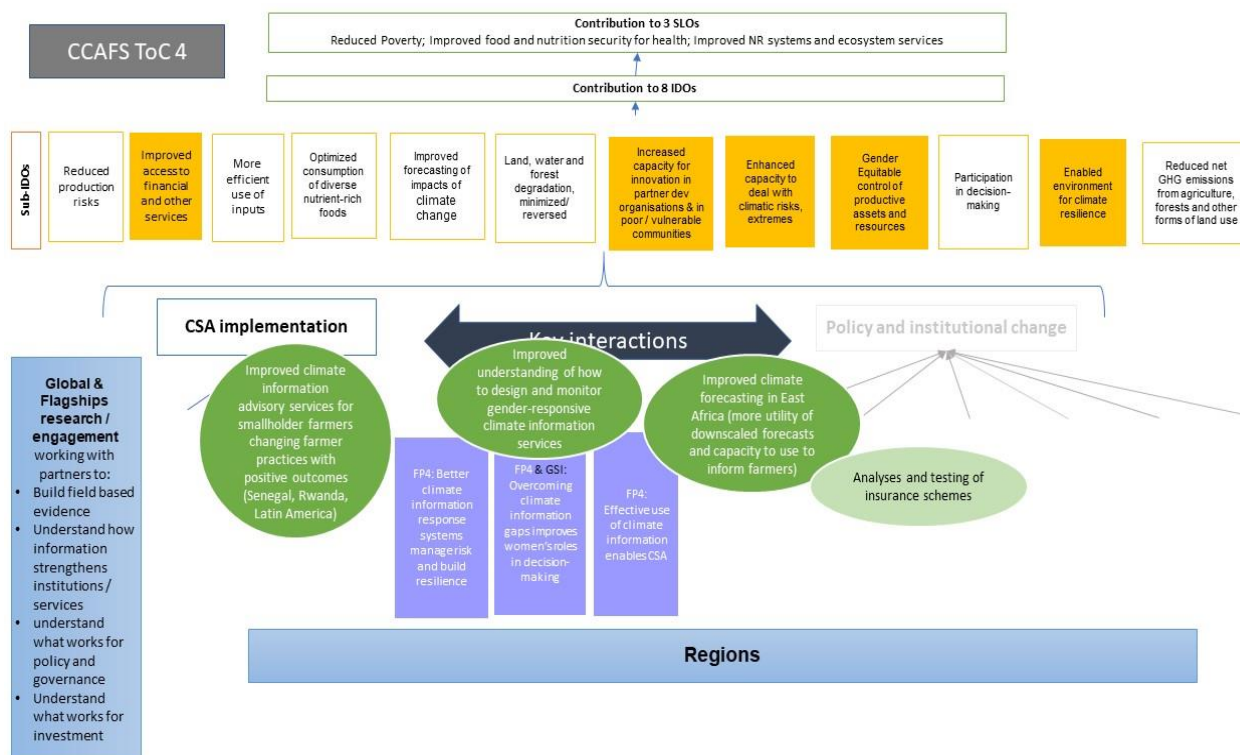 CCAFS ToC 4
Contribution to 3 SLOs
Reduced Poverty; Improved food and nutrition security for health; Improved NR systems and ecosystem services
Contribution to 8 IDOs
Sub-IDOs
Reduced
production
risks
Improved
access to
financial
and other
services
More
efficient
use of
inputs
Optimized
consumption
of diverse
nutrient-rich
foods
Improved
forecasting of
impacts of
climate
change
Land, water and
forest
degradation,
minimized/
reversed
Increased
capacity for
innovation in
partner dev
organisations & in
poor / vulnerable
communities
Enhanced
capacity to
deal with
climatic risks,
extremes
Gender
Equitable
control of
productive
assets and
resources
Participation
in decision-
making
Enabled
environment
for climate
resilience
Reduced net
GHG emissions
from agriculture,
forests and other
forms of land use
CSA implementation
Key interactions
Policy and institutional change
Global &
Flagships
research /
engagement
working with
partners to:
• Build field based
evidence
• Understand how
information
strengthens
institutions /
services
• understand
what works for
policy and
governance
• Understand
what works for
investment
Improved climate
information
advisory services for
smallholder farmers
changing farmer
practices with
positive outcomes
(Senegal, Rwanda,
Latin America)
Improved
understanding of how
to design and monitor
gender-responsive
climate information
services
Improved climate
forecasting in East
Africa (more utility of
downscaled forecasts
and capacity to use to
inform farmers)
Analyses and testing of
insurance schemes
FP4: Better
climate
information
response
systems
manage risk
and build
resilience
FP4 & GSI:
Overcoming
climate
information
gaps improves
women's roles
in decision-
making
FP4:
Effective use
of climate
information
enables CSA
Regions